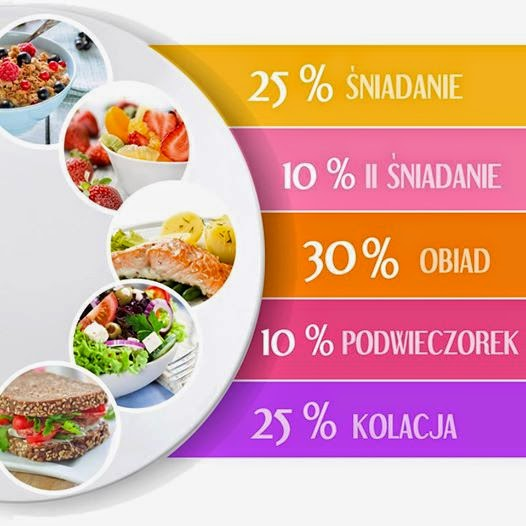 25 % ŚNIADANIE
10 % II ŚNIADANIE
30 % OBIAD
10 % PODWIECZOREK
25 % KOLACJA